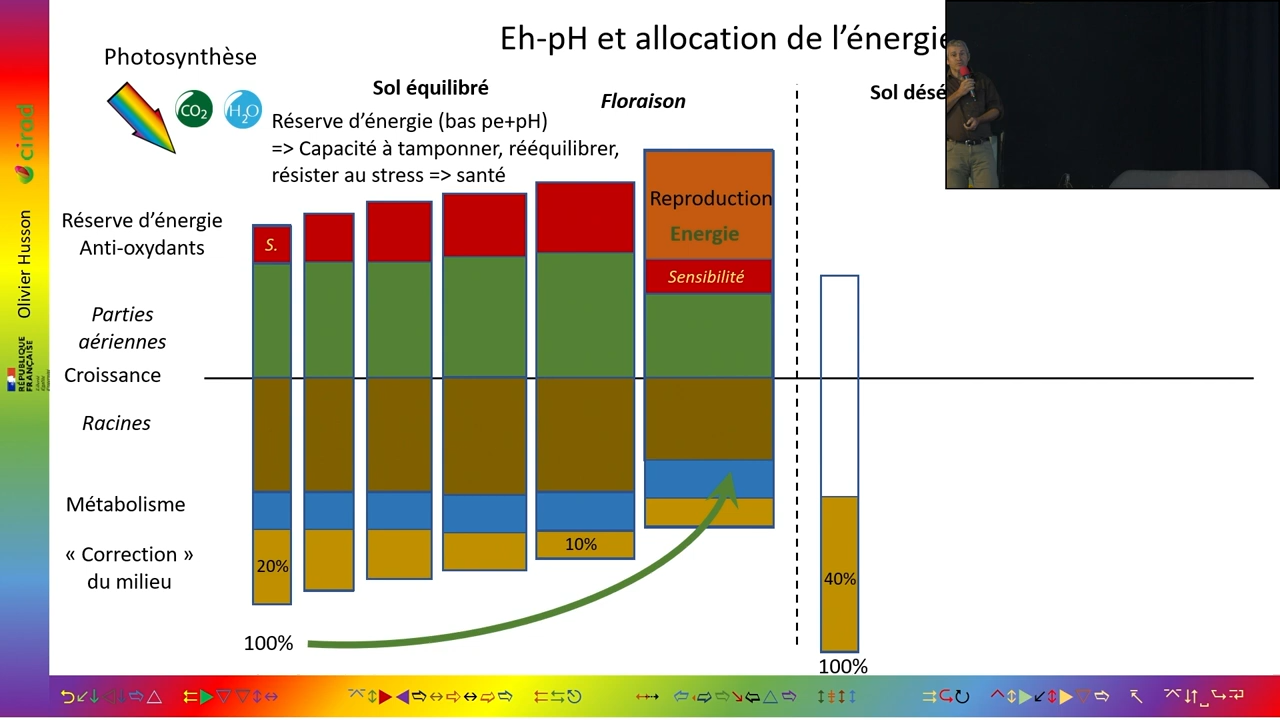 Eh-pH et allocation de l'énergie
Photosynthèse
CO2
H2O
Sol équilibré
Floraison
Sol désé
Réserve d'énergie (bas pe+pH)
=> Capacité à tamponner, rééquilibrer,
résister au stress => santé
Réserve d'énergie
Anti-oxydants
S.
Reproduction
Energie
Sensibilité
Parties
aériennes
Croissance
Racines
Métabolisme
« Correction »
du milieu
20%
10%
40%
100%
100%
cirad
Olivier Husson
RÉPUBLIQUE
FRANÇAISE